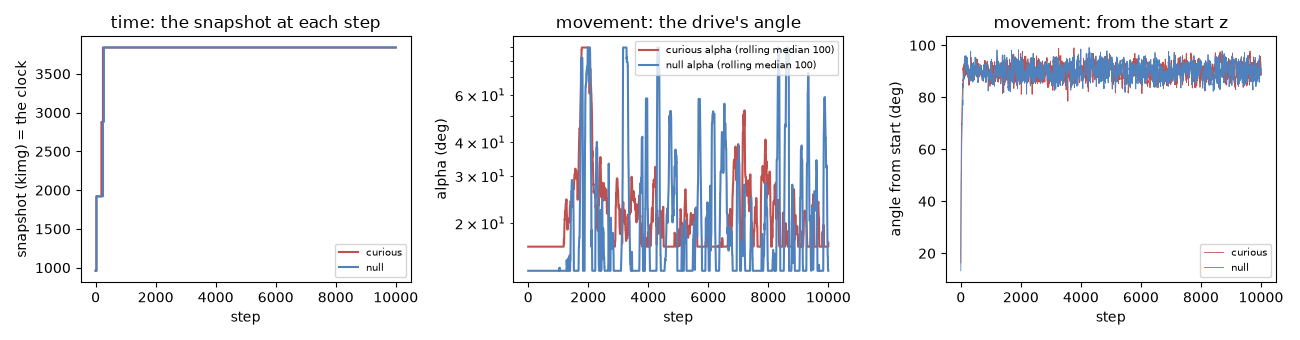 time: the snapshot at each step
snapshot (kimg) = the clock
3500
3000
2500
2000
1500
1000
0 2000 4000 6000 8000 10000
step
curious
null
movement: the drive's angle
alpha (deg)
6 × 10¹
4 × 10¹
3 × 10¹
2 × 10¹
0 2000 4000 6000 8000 10000
step
curious alpha (rolling median 100)
null alpha (rolling median 100)
movement: from the start z
angle from start (deg)
100
80
60
40
20
0 2000 4000 6000 8000 10000
step
curious
null